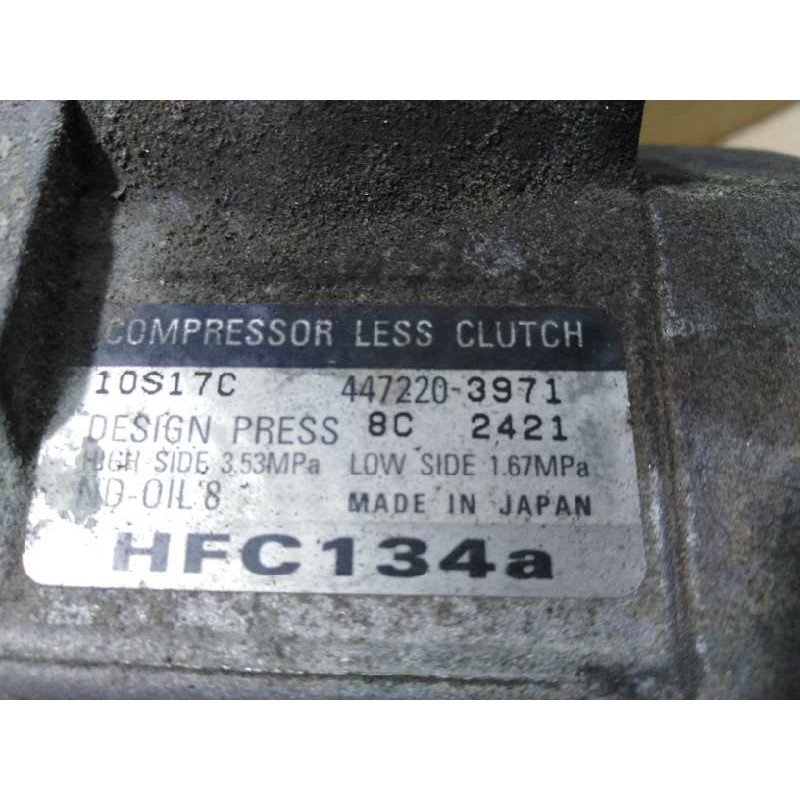 COMPRESSOR LESS CLUTCH
10S17C 447220-3971
DESIGN PRESS 8C 2421
HIGH SIDE 3.53MPa LOW SIDE 1.67MPa
ND-OIL 8 MADE IN JAPAN
HFC134a